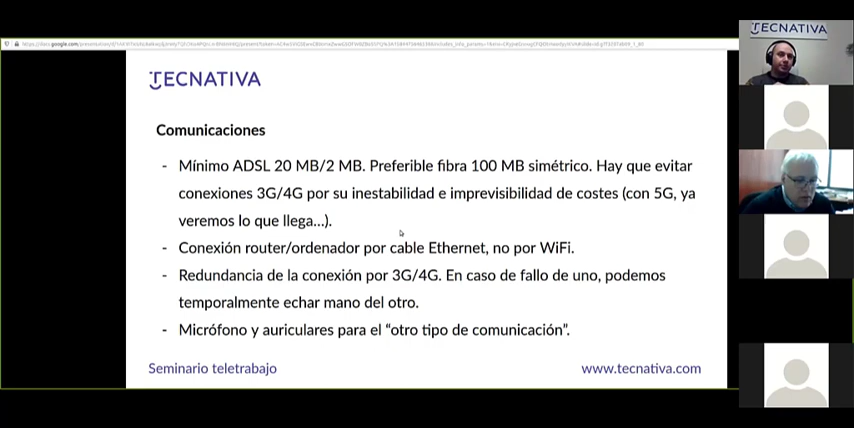 TECNATIVA
TECNATIVA
Comunicaciones
- Mínimo ADSL 20 MB/2 MB. Preferible fibra 100 MB simétrico. Hay que evitar
conexiones 3G/4G por su inestabilidad e imprevisibilidad de costes (con 5G, ya
veremos lo que llega...).
- Conexión router/ordenador por cable Ethernet, no por WiFi.
- Redundancia de la conexión por 3G/4G. En caso de fallo de uno, podemos
temporalmente echar mano del otro.
- Micrófono y auriculares para el “otro tipo de comunicación”.
Seminario teletrabajo
www.tecnativa.com